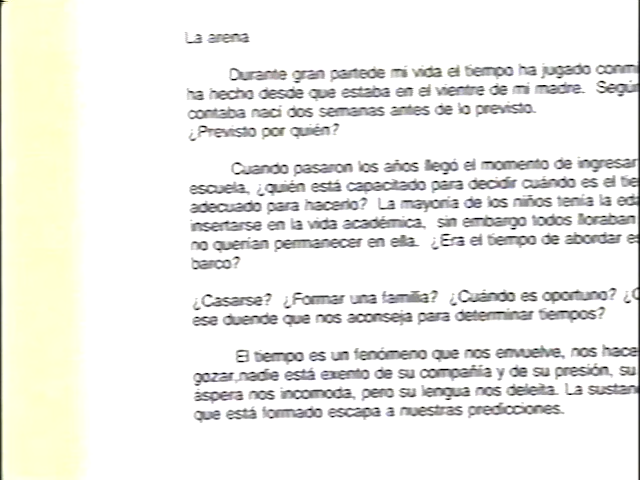 La arena
Durante gran partede mi vida el tiempo ha jugado
ha hecho desde que estaba en el vientre de mi madre. Según
contaba nací dos semanas antes de lo previsto.
¿Previsto por quién?
Cuando pasaron los años llegó el momento de ingresar
escuela, ¿quién está capacitado para decidir cuándo es el
adecuado para hacerlo? La mayoría de los niños tenía la
insertarse en la vida académica, sin embargo todos lloraban
no querían permanecer en ella. ¿Era el tiempo de abordar
barco?
¿Casarse? ¿Formar una familia? ¿Cuándo es oportuno?
ese duende que nos aconseja para determinar tiempos?
El tiempo es un fenómeno que nos envuelve, nos hace
gozar,nadie está exento de su compañía y de su presión, su
áspera nos incomoda, pero su lengua nos deleita. La
que está formado escapa a nuestras predicciones.